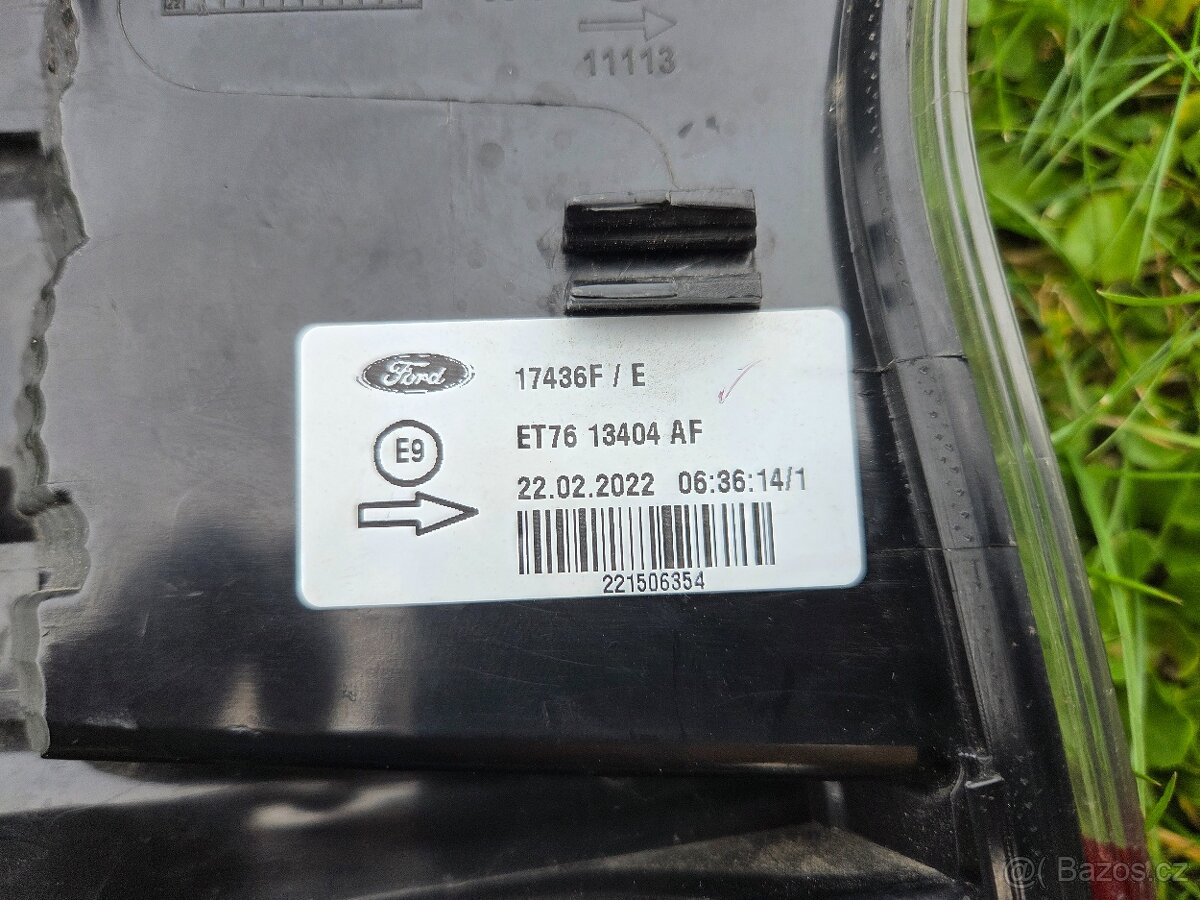 11113
Ford
17436F / E
ET76 13404 AF
E9
22.02.2022 06:36:14/1
221506354
@ Bazos.cz